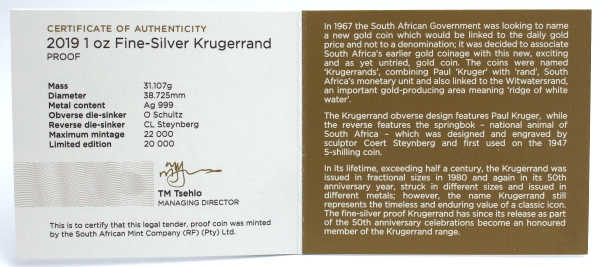 CERTIFICATE OF AUTHENTICITY
2019 1 oz Fine-Silver Krugerrand
PROOF
Mass 31.107g
Diameter 38.725mm
Metal content Ag 999
Obverse die-sinker O Schultz
Reverse die-sinker CL Steynberg
Maximum mintage 22 000
Limited edition 20 000
TM Tsehlo
MANAGING DIRECTOR
This is to certify that this legal tender, proof coin was minted
by the South African Mint Company (RF) (Pty) Ltd.
In 1967 the South African Government was looking to name
a new gold coin which would be linked to the daily gold
price and not to a denomination; it was decided to associate
South Africa's earlier gold coinage with this new, exciting
and as yet untried, gold coin. The coins were named
'Krugerrands', combining Paul 'Kruger' with 'rand', South
Africa's monetary unit and also linked to the Witwatersrand,
an important gold-producing area meaning 'ridge of white
water'.
The Krugerrand obverse design features Paul Kruger, while
the reverse features the springbok – national animal of
South Africa – which was designed and engraved by
sculptor Coert Steynberg and first used on the 1947
5-shilling coin.
In its lifetime, exceeding half a century, the Krugerrand was
issued in fractional sizes in 1980 and again in its 50th
anniversary year, struck in different sizes and issued in
different metals; however, the name Krugerrand still
represents the timeless and enduring value of a classic icon.
The fine-silver proof Krugerrand has since its release as part
of the 50th anniversary celebrations become an honoured
member of the Krugerrand range.